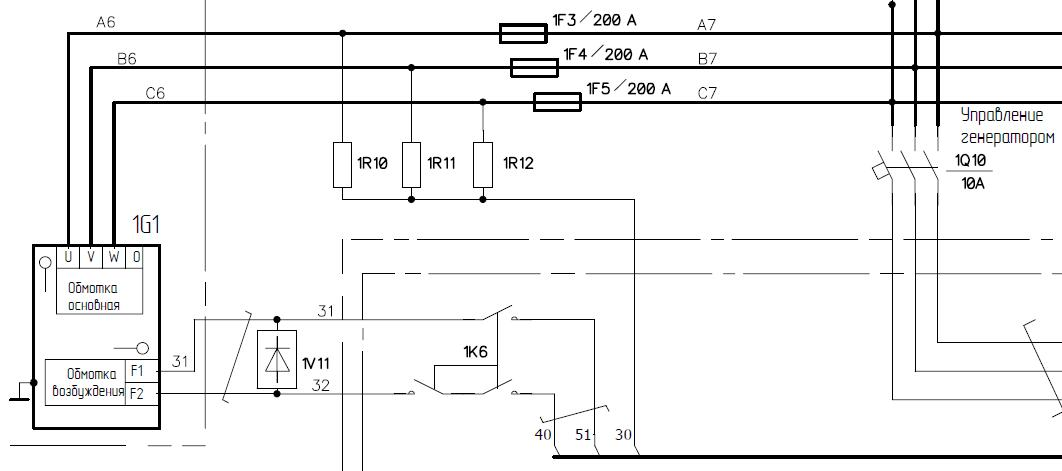 A6
1F3/200 A
A7
B6
1F4/200 A
B7
C6
1F5/200 A
C7
Управление
генератором
1R10
1R11
1R12
1Q10
10A
1G1
U V W 0
Обмотка
основная
31
31
F1
1V11
1K6
Обмотка
возбуждения
F2
32
40 51 30